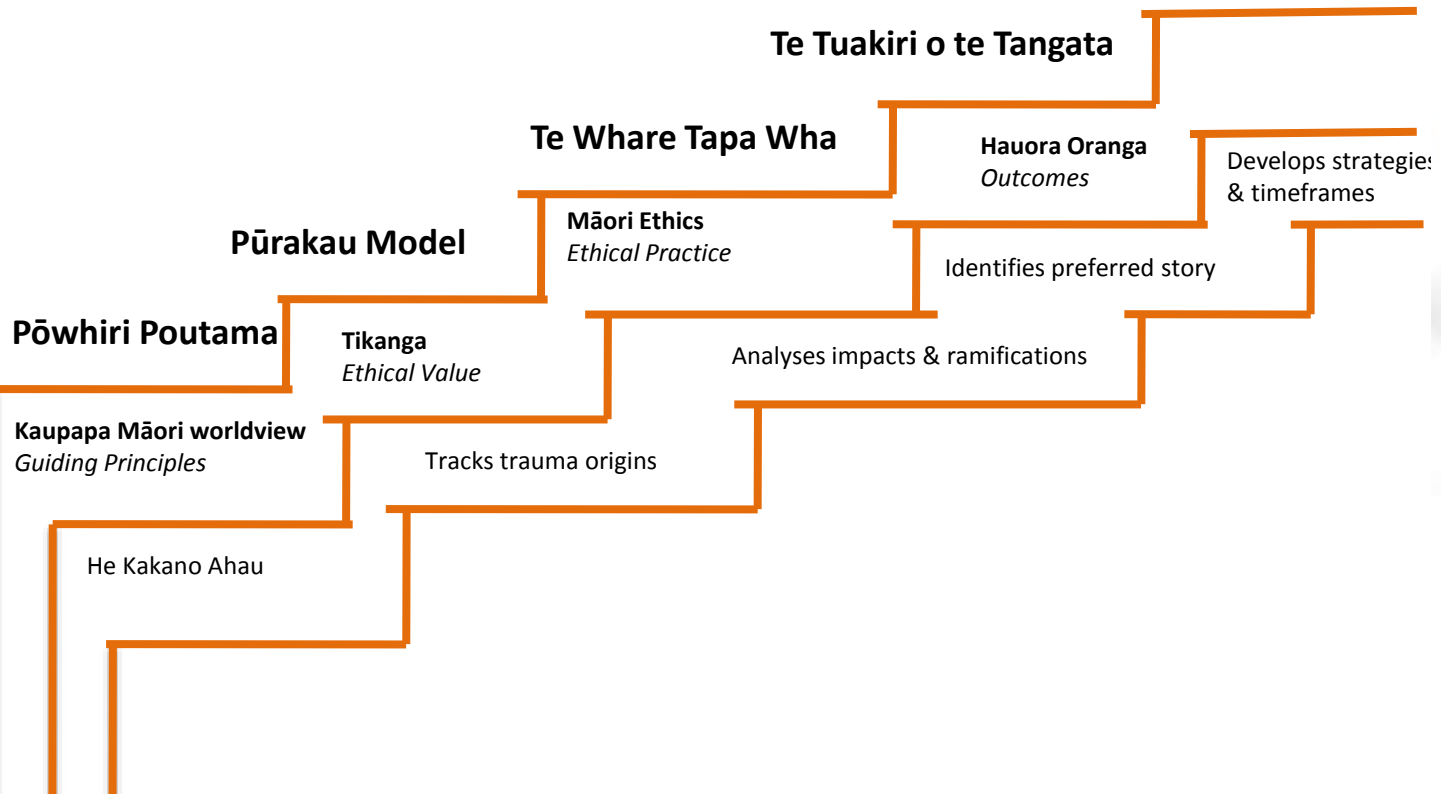 Te Tuakiri o te Tangata
Te Whare Tapa Wha
Hauora Oranga
Outcomes
Develops strategies
& timeframes
Pūrakau Model
Māori Ethics
Ethical Practice
Identifies preferred story
Pōwhiri Poutama
Tikanga
Ethical Value
Analyses impacts & ramifications
Kaupapa Māori worldview
Guiding Principles
Tracks trauma origins
He Kakano Ahau